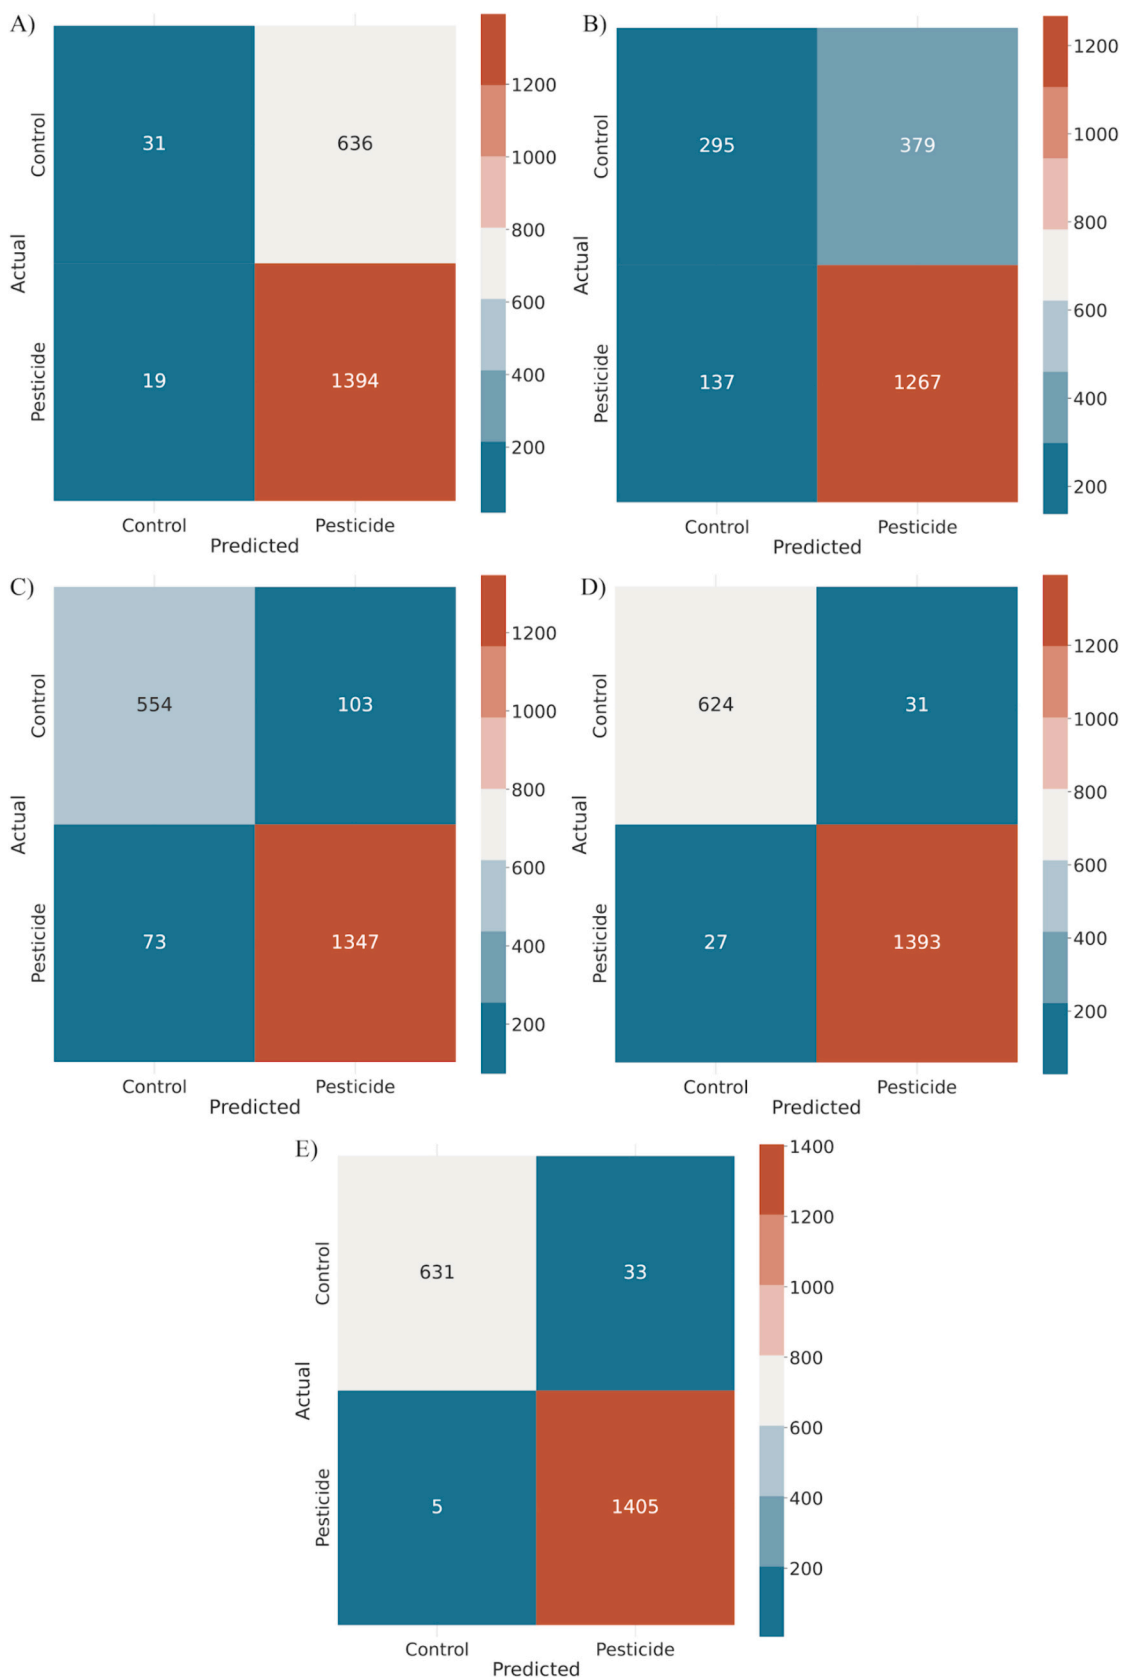 A)
Control
31
636
Actual
Pesticide
19
1394
Control
Pesticide
Predicted
1200
1000
800
600
400
200
B)
Control
295
379
Actual
Pesticide
137
1267
Control
Pesticide
Predicted
1200
1000
800
600
400
200
C)
Control
554
103
Actual
Pesticide
73
1347
Control
Pesticide
Predicted
1200
1000
800
600
400
200
D)
Control
624
31
Actual
Pesticide
27
1393
Control
Pesticide
Predicted
1200
1000
800
600
400
200
E)
Control
631
33
Actual
Pesticide
5
1405
Control
Pesticide
Predicted
1400
1200
1000
800
600
400
200